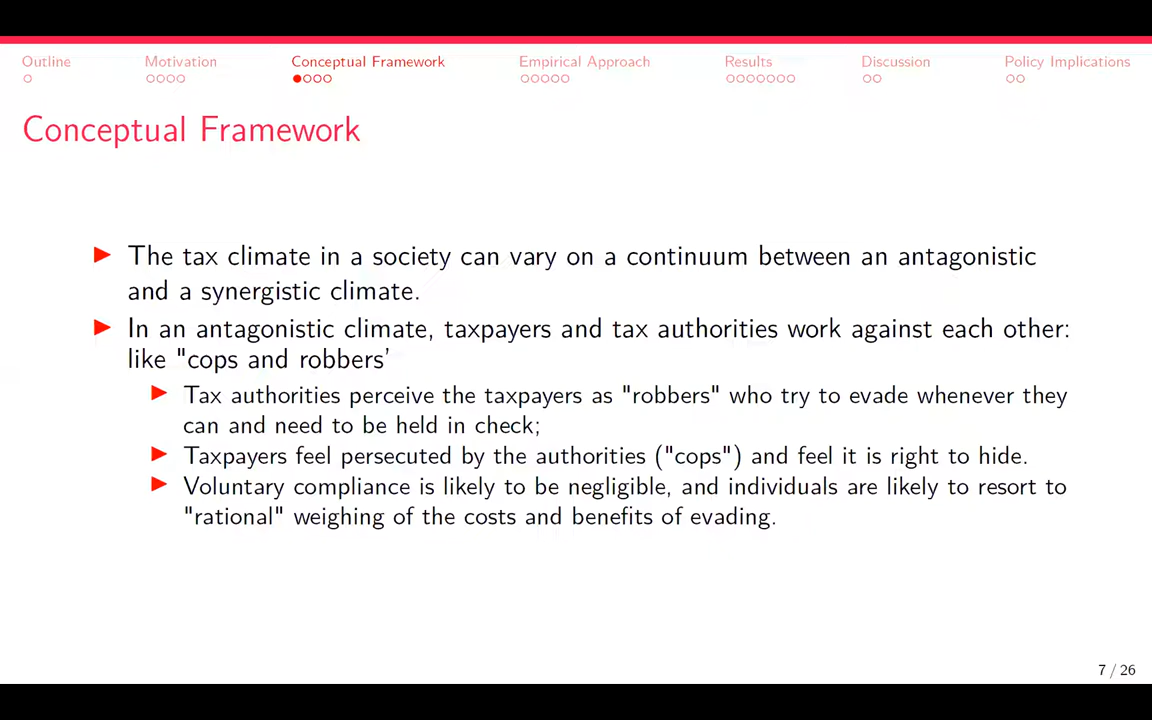 Outline
Motivation
Conceptual Framework
Empirical Approach
Results
Discussion
Policy Implications
Conceptual Framework
The tax climate in a society can vary on a continuum between an antagonistic
and a synergistic climate.
In an antagonistic climate, taxpayers and tax authorities work against each other:
like "cops and robbers'
Tax authorities perceive the taxpayers as "robbers" who try to evade whenever they
can and need to be held in check;
Taxpayers feel persecuted by the authorities ("cops") and feel it is right to hide.
Voluntary compliance is likely to be negligible, and individuals are likely to resort to
"rational" weighing of the costs and benefits of evading.
7 / 26